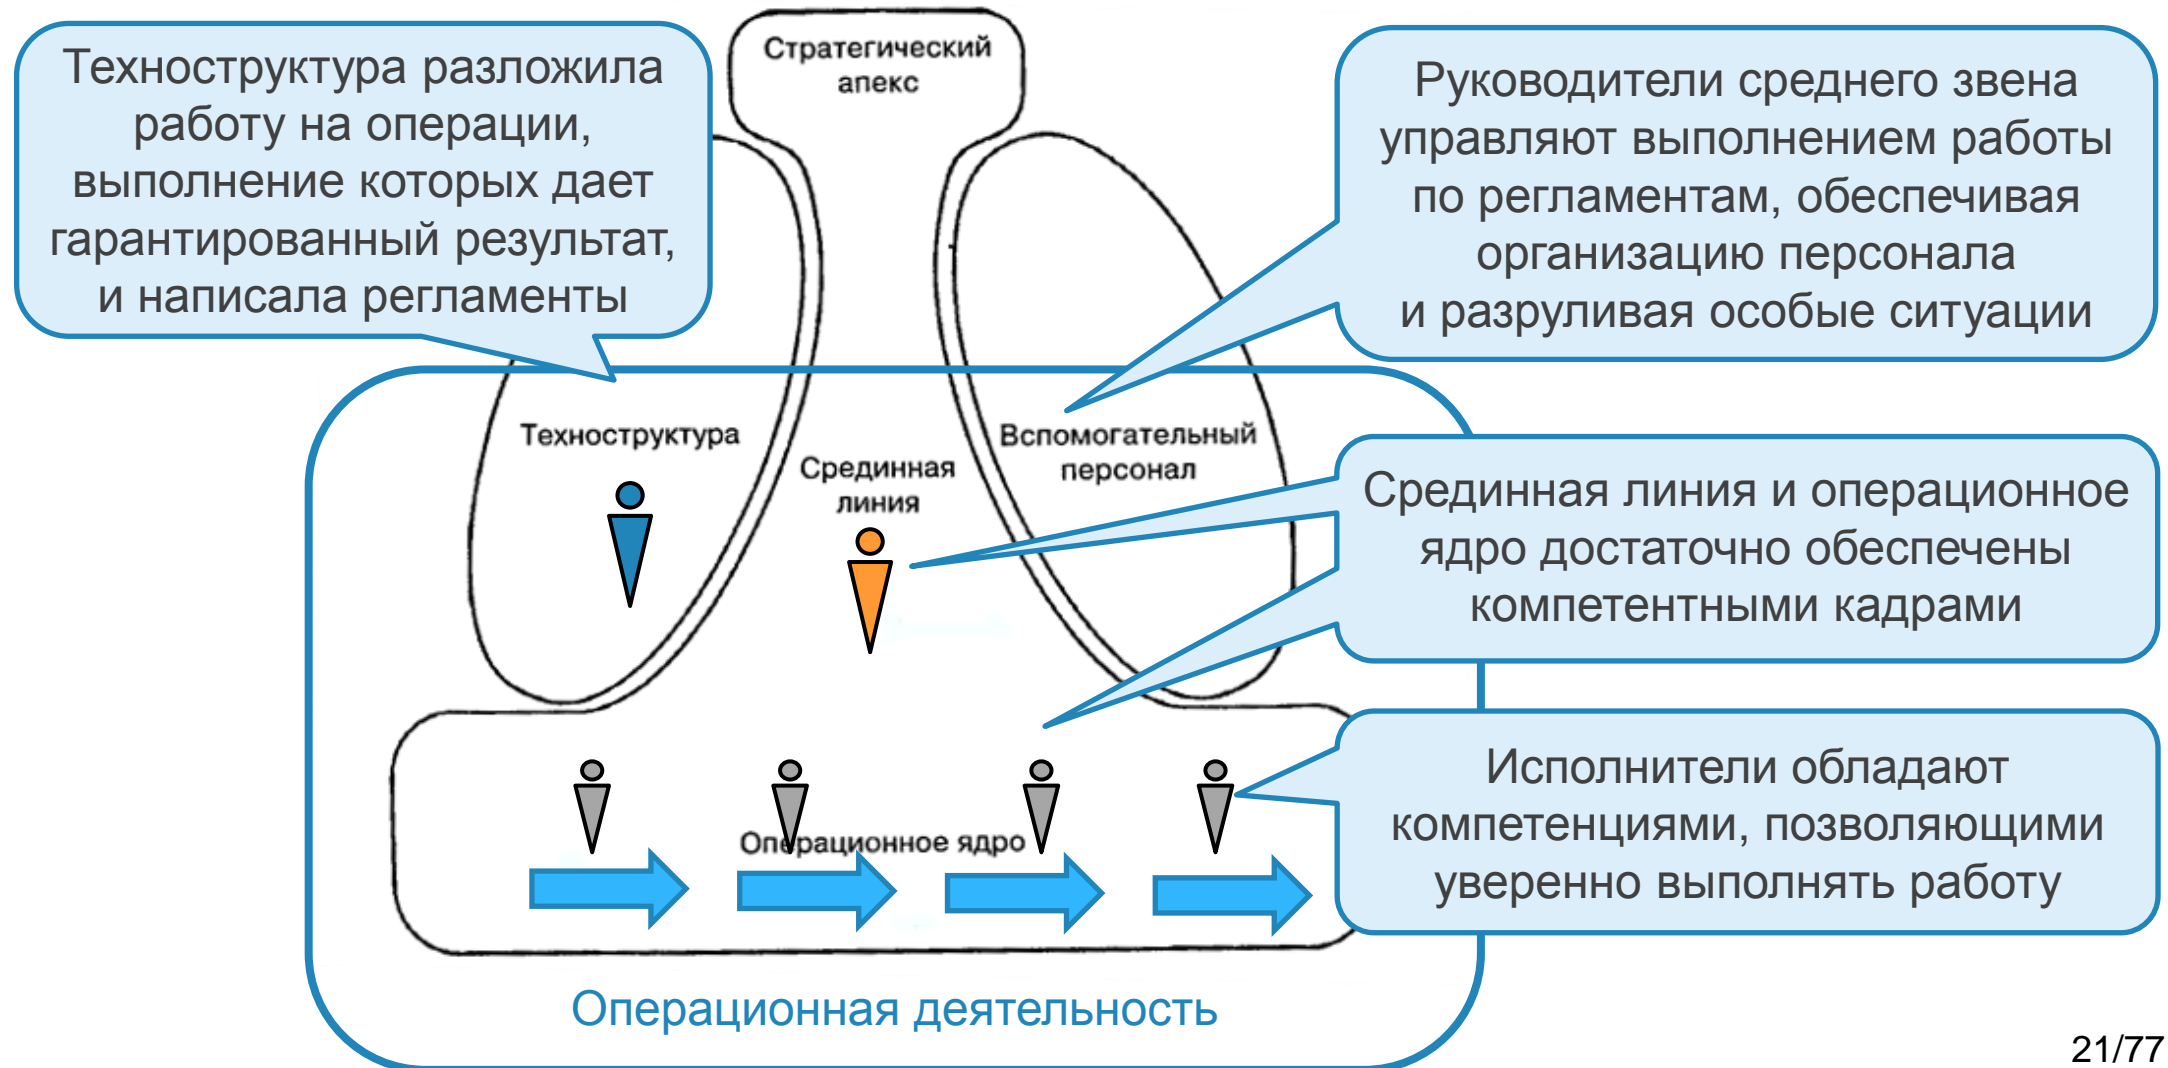 Стратегический
апекс
Техноструктура разложила
работу на операции,
выполнение которых дает
гарантированный результат,
и написала регламенты
Руководители среднего звена
управляют выполнением работы
по регламентам, обеспечивая
организацию персонала
и разруливая особые ситуации
Техноструктура
Срединная
линия
Вспомогательный
персонал
Срединная линия и операционное
ядро достаточно обеспечены
компетентными кадрами
Операционное ядро
Исполнители обладают
компетенциями, позволяющими
уверенно выполнять работу
Операционная деятельность
21/77